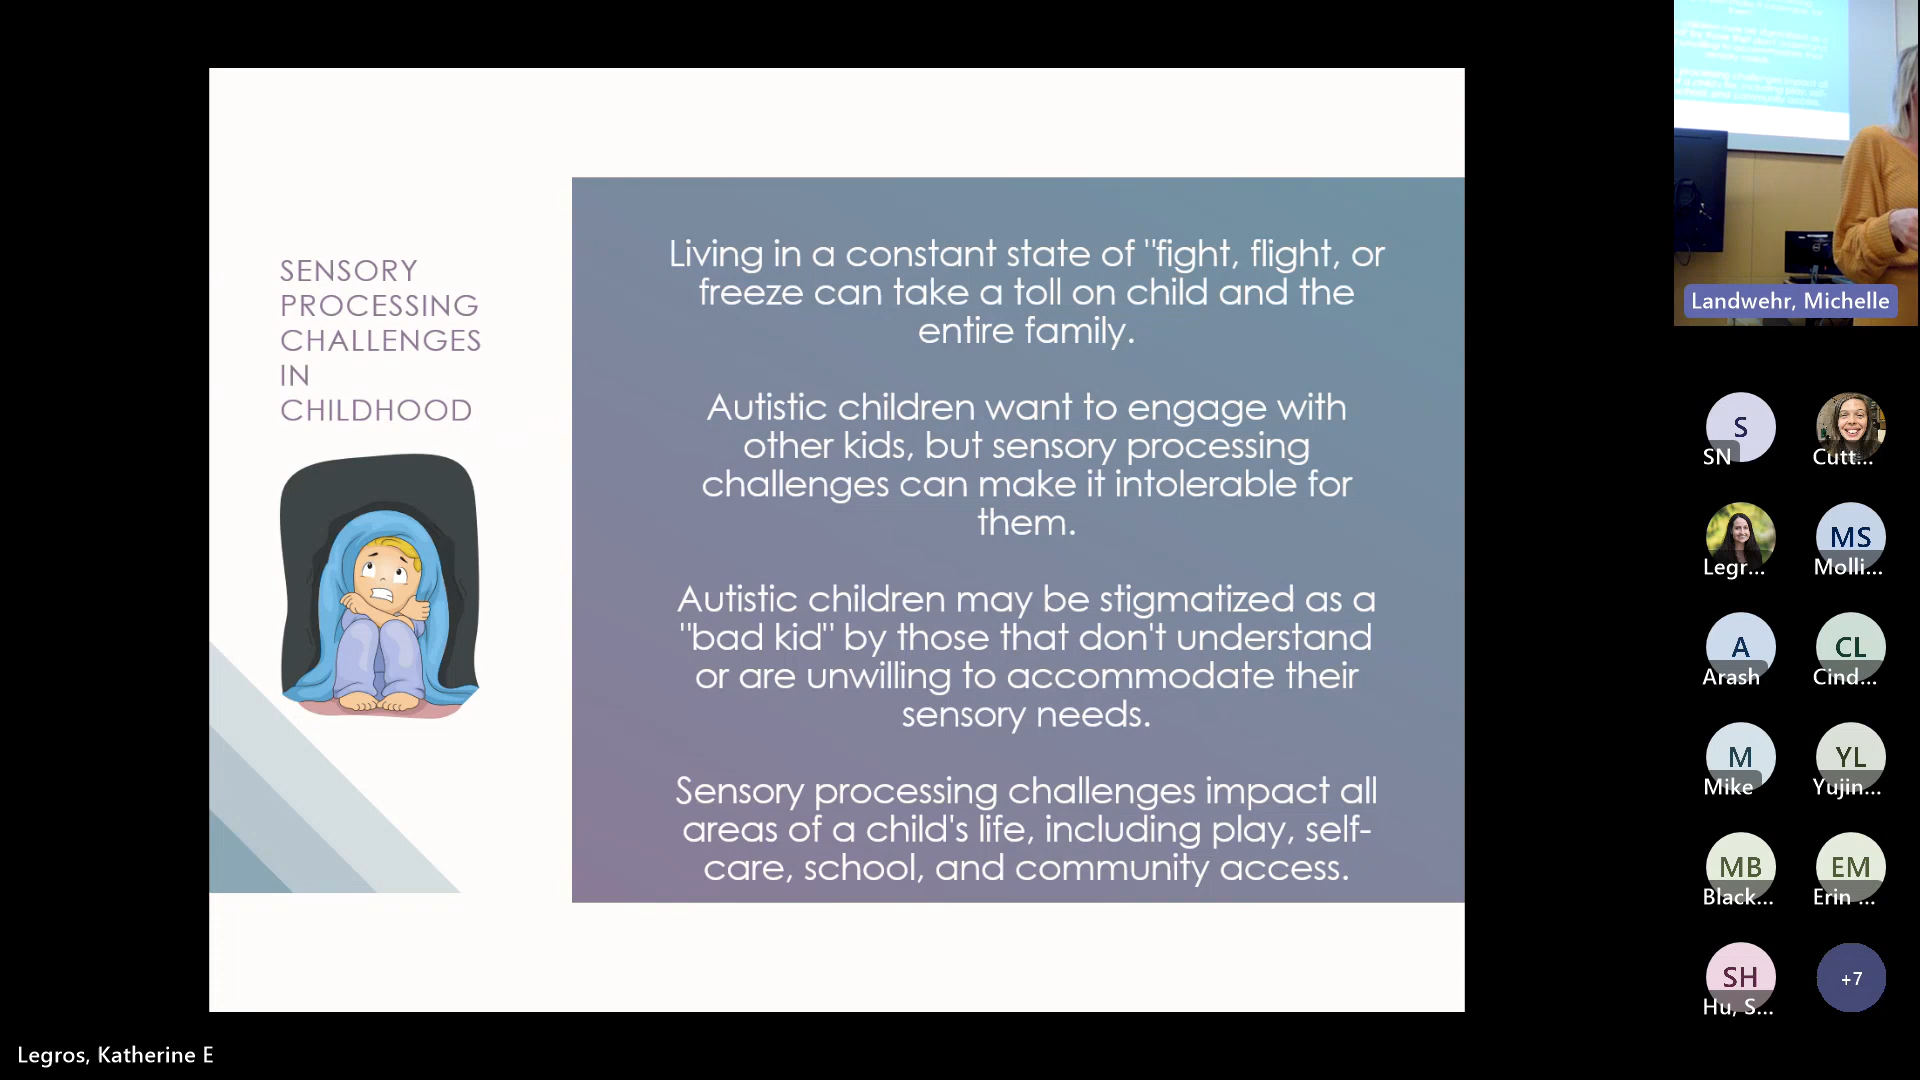 SENSORY
PROCESSING
CHALLENGES
IN
CHILDHOOD
Living in a constant state of "fight, flight, or
freeze can take a toll on child and the
entire family.
Autistic children want to engage with
other kids, but sensory processing
challenges can make it intolerable for
them.
Autistic children may be stigmatized as a
"bad kid" by those that don't understand
or are unwilling to accommodate their
sensory needs.
Sensory processing challenges impact all
areas of a child's life, including play, self-
care, school, and community access.
Landwehr, Michelle
S
SN
Cutt...
Legr...
MS
Molli...
A
Arash
CL
Cind...
M
Mike
YL
Yujin...
MB
Black...
EM
Erin ...
SH
Hu, S...
+7
Legros, Katherine E